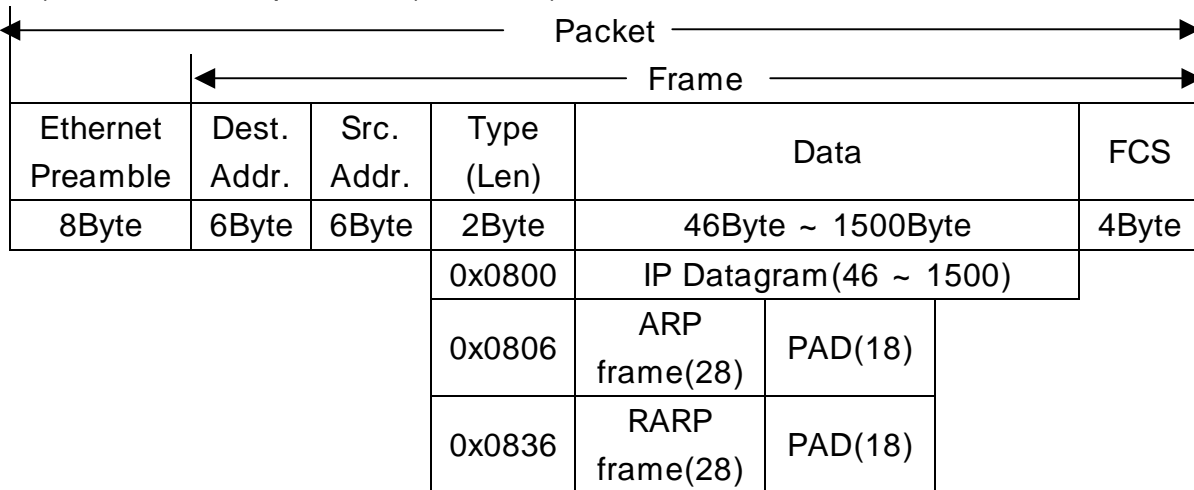 Packet
Frame
Ethernet Preamble
Dest. Addr.
Src. Addr.
Type (Len)
Data
FCS
8Byte
6Byte
6Byte
2Byte
46Byte ~ 1500Byte
4Byte
0x0800
IP Datagram(46 ~ 1500)
0x0806
ARP frame(28)
PAD(18)
0x0836
RARP frame(28)
PAD(18)